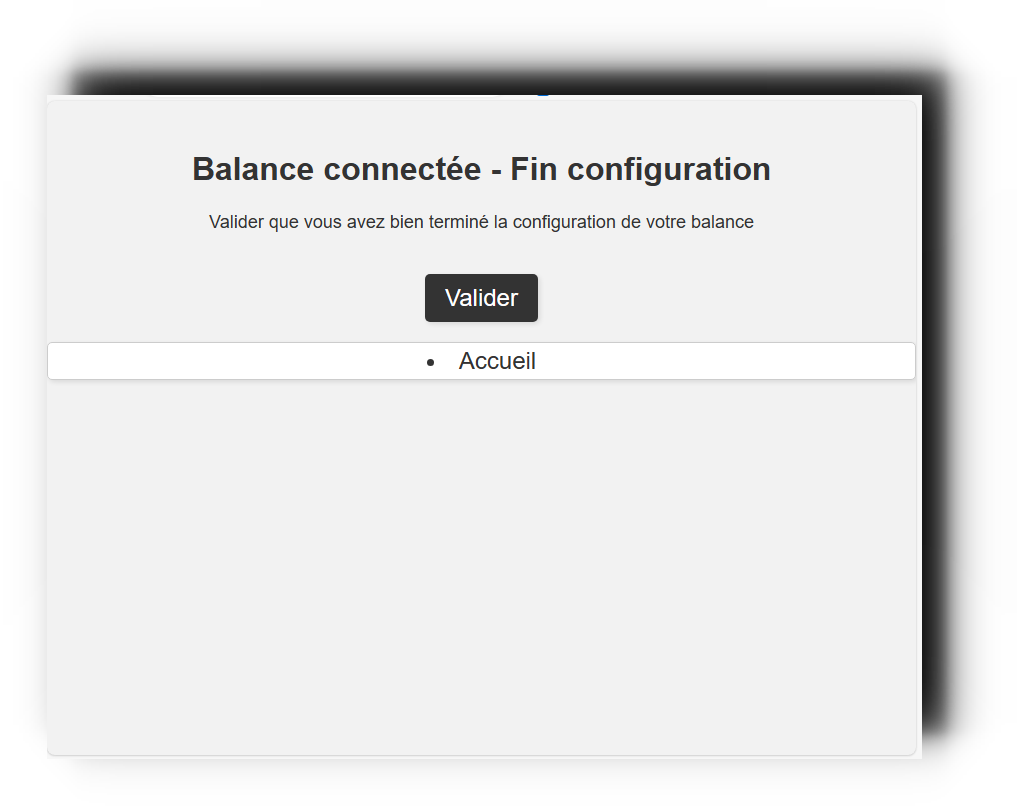 Balance connectée - Fin configuration
Valider que vous avez bien terminé la configuration de votre balance
Valider
• Accueil